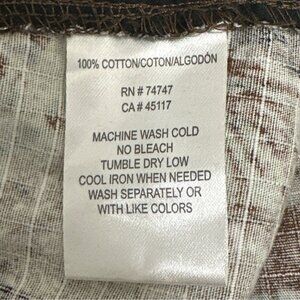 100% COTTON/COTON/ALGODÓN
RN # 74747
CA # 45117
MACHINE WASH COLD
NO BLEACH
TUMBLE DRY LOW
COOL IRON WHEN NEEDED
WASH SEPARATELY OR
WITH LIKE COLORS